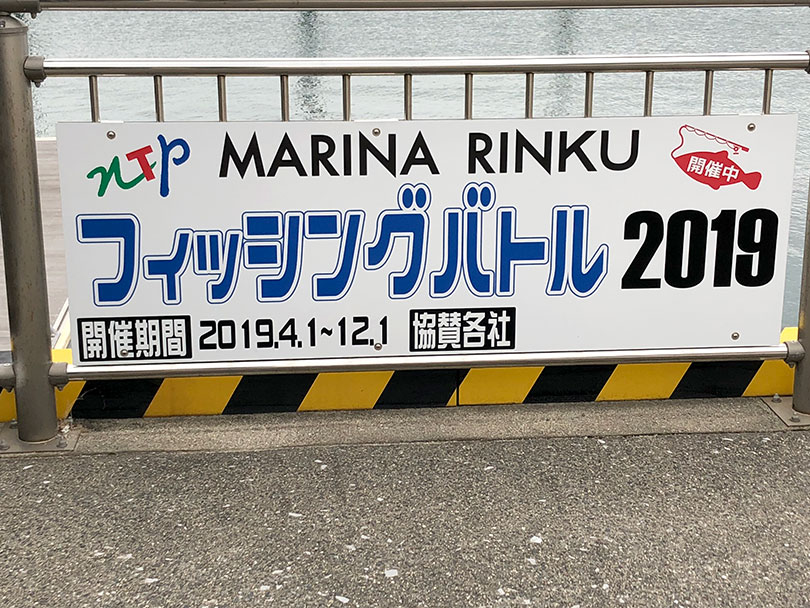 NTP MARINA RINKU 開催中
フィッシングバトル 2019
開催期間 2019.4.1~12.1 協賛各社